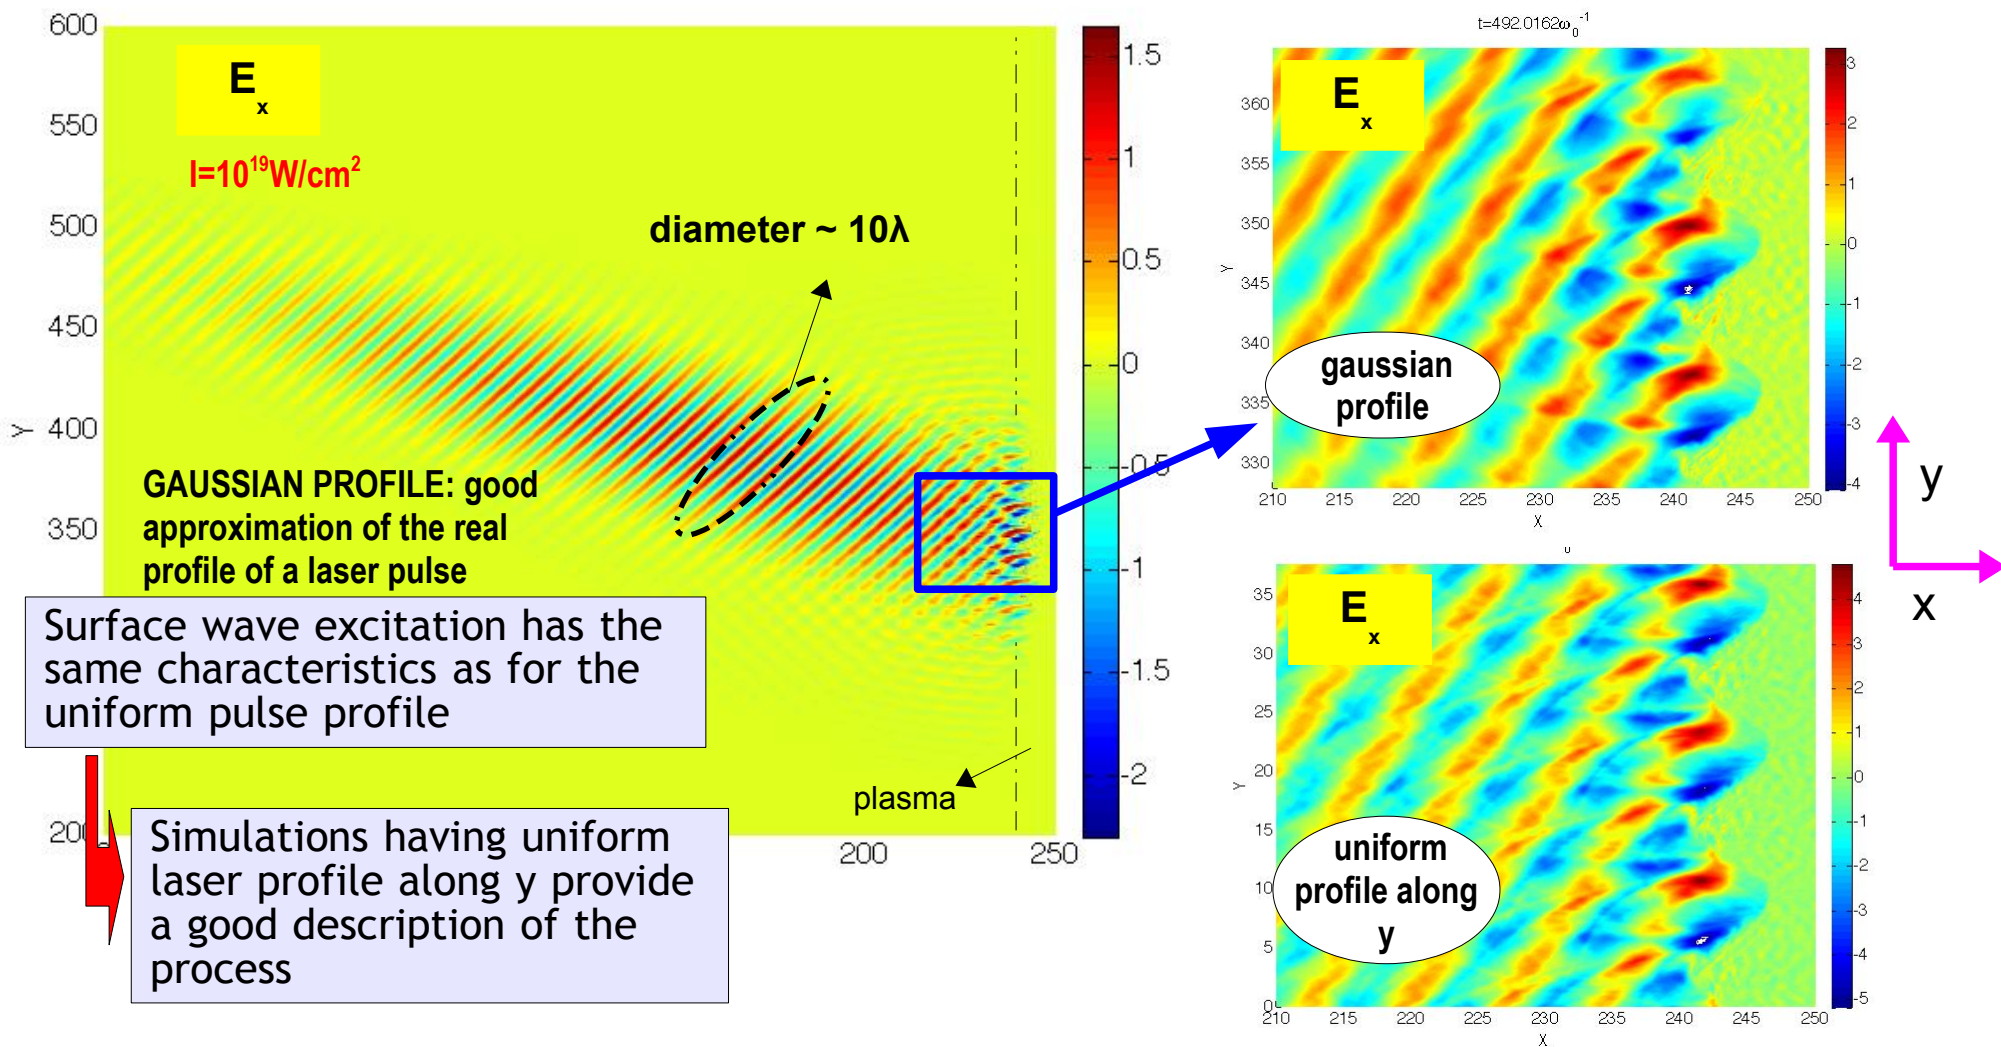 600
550
500
450
400
350
200
Y
E
x
I=10¹⁹W/cm²
diameter ~ 10λ
GAUSSIAN PROFILE: good
approximation of the real
profile of a laser pulse
Surface wave excitation has the
same characteristics as for the
uniform pulse profile
Simulations having uniform
laser profile along y provide
a good description of the
process
plasma
200
250
1.5
1
0.5
0
-0.5
-1
-1.5
-2
t=492.0162ω₀⁻¹
E
x
360
355
350
345
340
335
330
Y
gaussian
profile
210 215 220 225 230 235 240 245 250
X
3
2
1
0
-1
-2
-3
-4
y
x
0
E
x
35
30
25
20
15
10
5
0
Y
uniform
profile along
y
210 215 220 225 230 235 240 245 250
X
4
3
2
1
0
-1
-2
-3
-4
-5